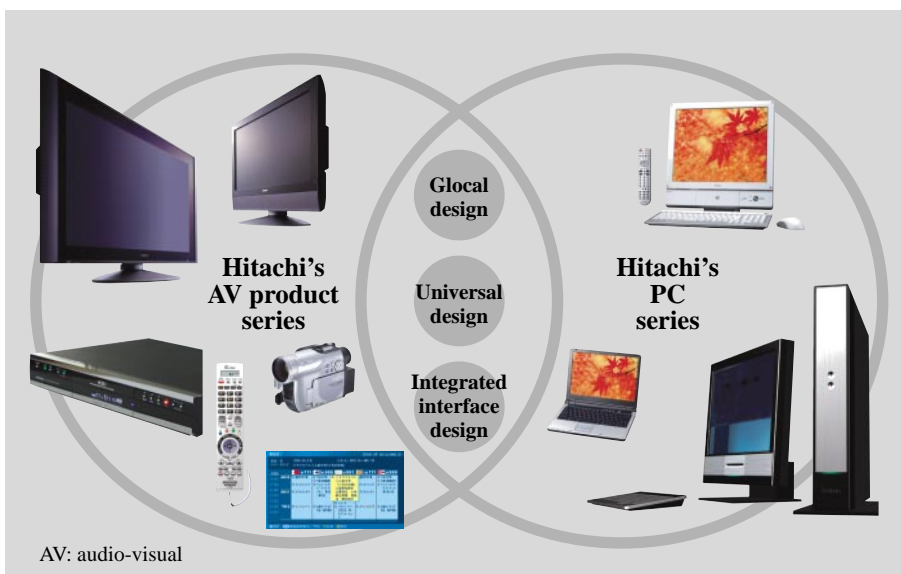 Glocal
design
Hitachi's
AV product
series
Universal
design
Hitachi's
PC
series
Integrated
interface
design
AV: audio-visual